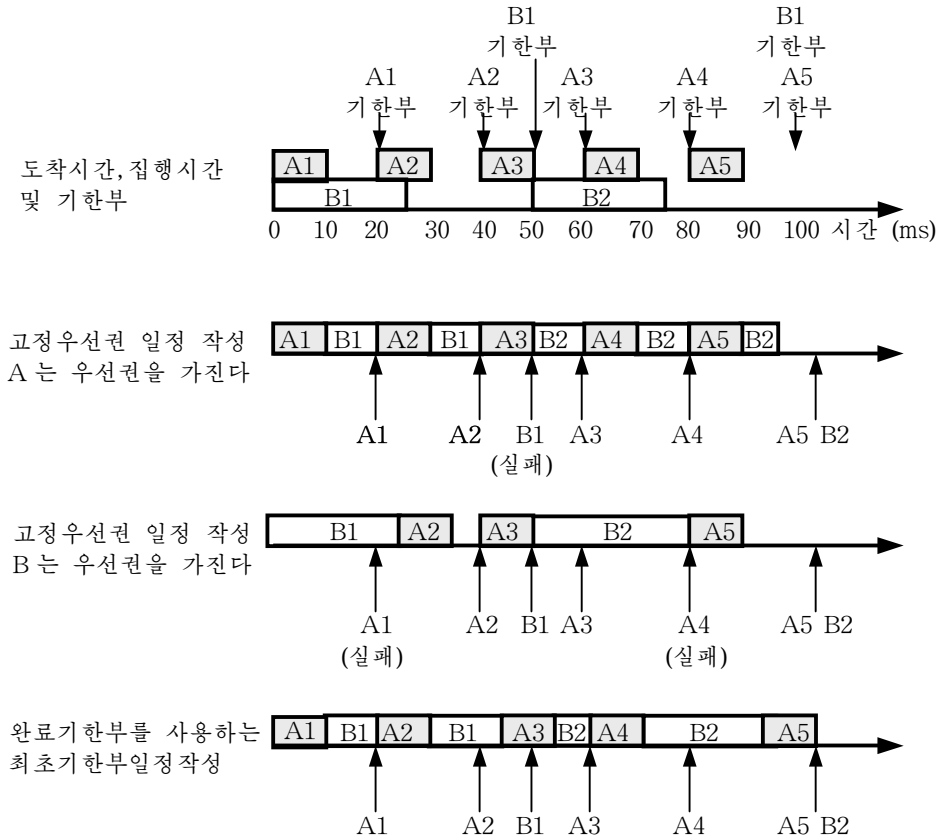 B1
기한부
B1
기한부
A1
기한부
A2
기한부
A3
기한부
A4
기한부
A5
기한부
도착시간,집행시간
및 기한부
A1
A2
A3
A4
A5
B1
B2
0 10 20 30 40 50 60 70 80 90 100 시간 (ms)
고정우선권 일정 작성
A 는 우선권을 가진다
A1 B1 A2 B1 A3 B2 A4 B2 A5 B2
A1 A2 B1 A3 A4 A5 B2
(실패)
고정우선권 일정 작성
B 는 우선권을 가진다
B1 A2 A3 B2 A5
A1 A2 B1 A3 A4 A5 B2
(실패) (실패)
완료기한부를 사용하는
최초기한부일정작성
A1 B1 A2 B1 A3 B2 A4 B2 A5
A1 A2 B1 A3 A4 A5 B2